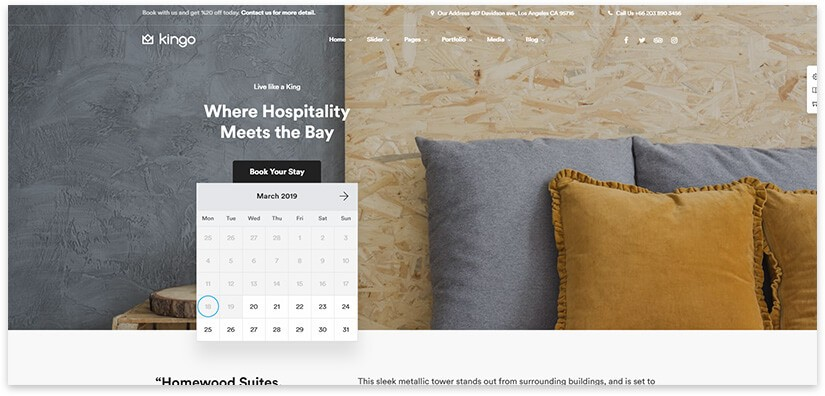 Book with us and get %20 off today. Contact us for more detail.
Our Address 467 Davidson ave, Los Angeles CA 95716
Call Us +66 203 890 3456
kingo
Home Slider Pages Portfolio Media Blog
Live like a King
Where Hospitality
Meets the Bay
Book Your Stay
March 2019
Mon Tue Wed Thu Fri Sat Sun
25 26 27 28 1 2 3
4 5 6 7 8 9 10
11 12 13 14 15 16 17
18 19 20 21 22 23 24
25 26 27 28 29 30 31
“Homewood Suites,
This sleek metallic tower stands out from surrounding buildings, and is set to